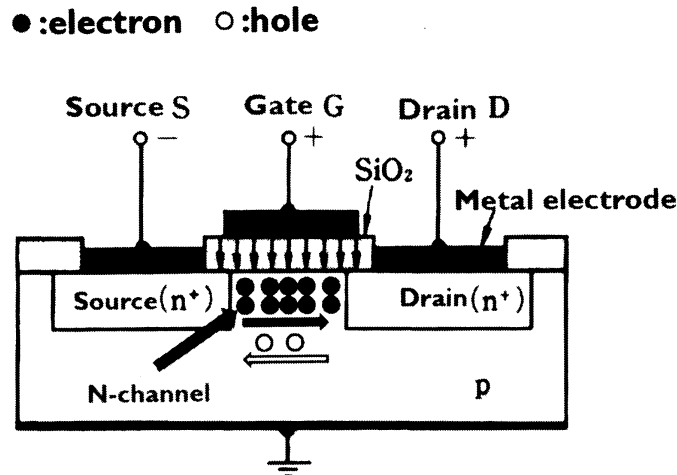 ●:electron ○:hole
Source S Gate G Drain D
− + +
SiO₂
Metal electrode
Source(n⁺) Drain(n⁺)
N-channel p